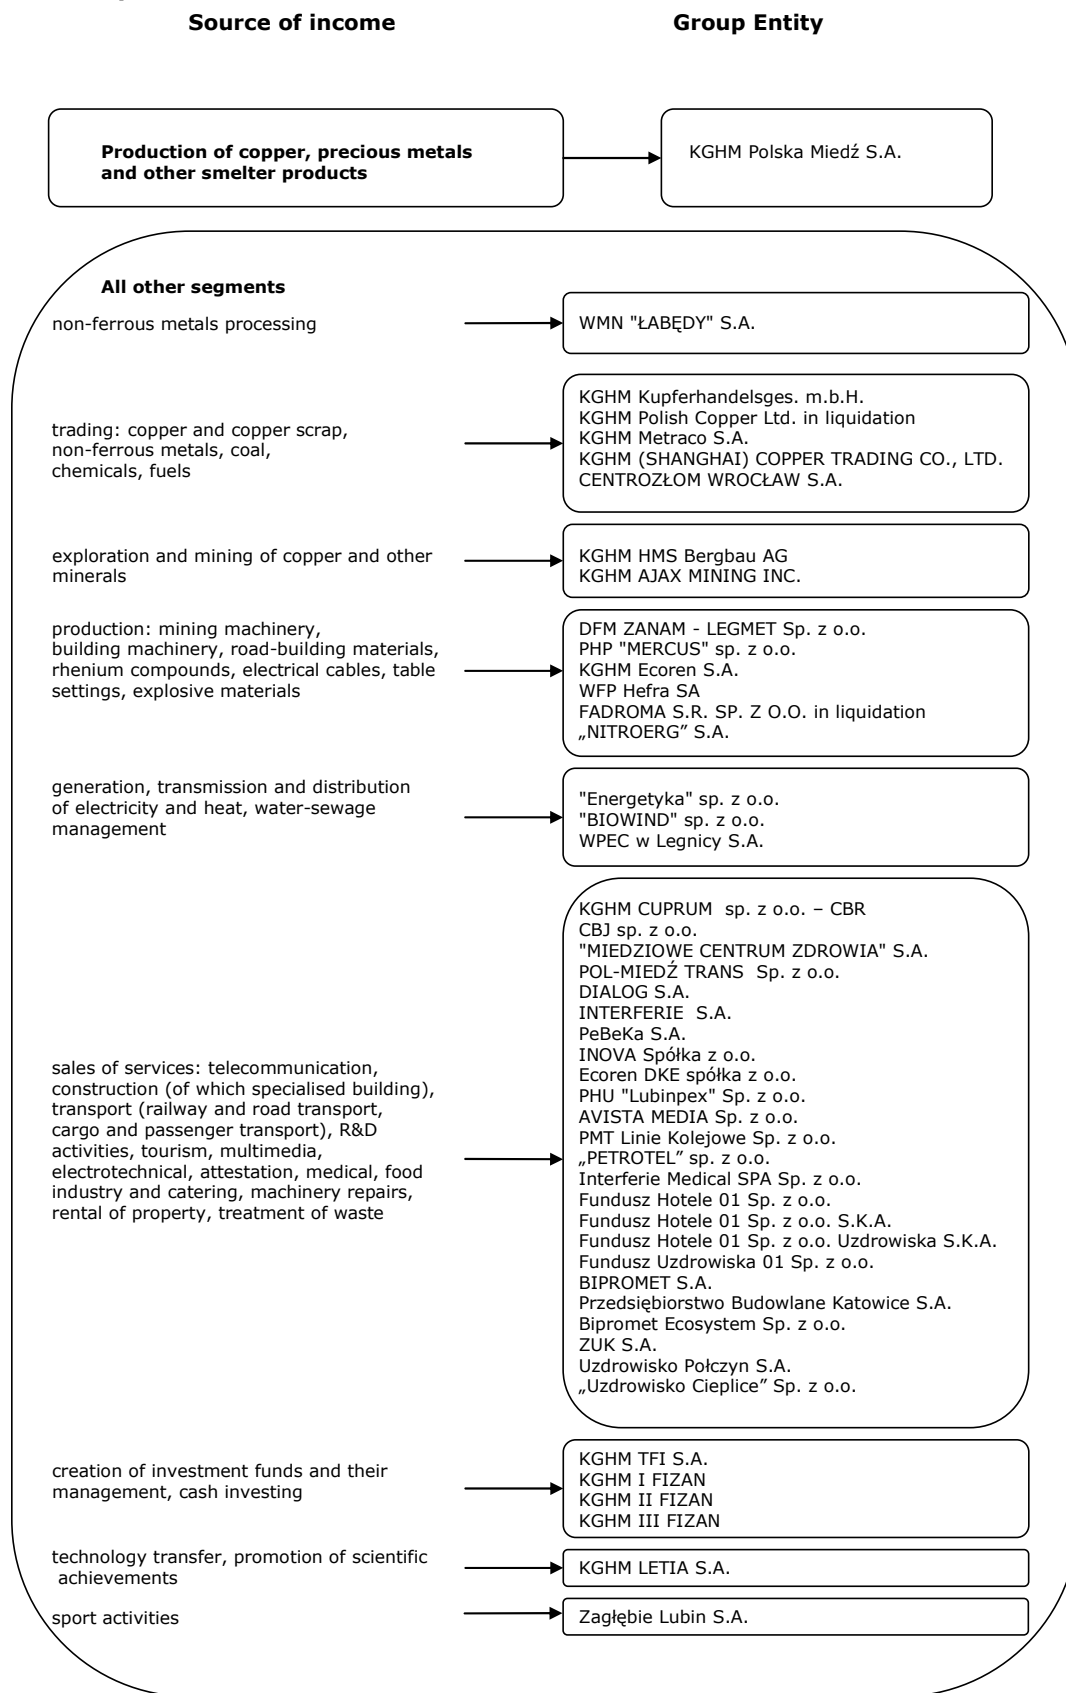 Source of income
Group Entity
Production of copper, precious metals
and other smelter products
KGHM Polska Miedź S.A.
All other segments
non-ferrous metals processing
WMN "ŁABĘDY" S.A.
trading: copper and copper scrap,
non-ferrous metals, coal,
chemicals, fuels
KGHM Kupferhandelsges. m.b.H.
KGHM Polish Copper Ltd. in liquidation
KGHM Metraco S.A.
KGHM (SHANGHAI) COPPER TRADING CO., LTD.
CENTROZŁOM WROCŁAW S.A.
exploration and mining of copper and other
minerals
KGHM HMS Bergbau AG
KGHM AJAX MINING INC.
production: mining machinery,
building machinery, road-building materials,
rhenium compounds, electrical cables, table
settings, explosive materials
DFM ZANAM - LEGMET Sp. z o.o.
PHP "MERCUS" sp. z o.o.
KGHM Ecoren S.A.
WFP Hefra SA
FADROMA S.R. SP. Z O.O. in liquidation
„NITROERG” S.A.
generation, transmission and distribution
of electricity and heat, water-sewage
management
"Energetyka" sp. z o.o.
"BIOWIND" sp. z o.o.
WPEC w Legnicy S.A.
sales of services: telecommunication,
construction (of which specialised building),
transport (railway and road transport,
cargo and passenger transport), R&D
activities, tourism, multimedia,
electrotechnical, attestation, medical, food
industry and catering, machinery repairs,
rental of property, treatment of waste
KGHM CUPRUM sp. z o.o. – CBR
CBJ sp. z o.o.
"MIEDZIOWE CENTRUM ZDROWIA" S.A.
POL-MIEDŹ TRANS Sp. z o.o.
DIALOG S.A.
INTERFERIE S.A.
PeBeKa S.A.
INOVA Spółka z o.o.
Ecoren DKE spółka z o.o.
PHU "Lubinpex" Sp. z o.o.
AVISTA MEDIA Sp. z o.o.
PMT Linie Kolejowe Sp. z o.o.
„PETROTEL” sp. z o.o.
Interferie Medical SPA Sp. z o.o.
Fundusz Hotele 01 Sp. z o.o.
Fundusz Hotele 01 Sp. z o.o. S.K.A.
Fundusz Hotele 01 Sp. z o.o. Uzdrowiska S.K.A.
Fundusz Uzdrowiska 01 Sp. z o.o.
BIPROMET S.A.
Przedsiębiorstwo Budowlane Katowice S.A.
Bipromet Ecosystem Sp. z o.o.
ZUK S.A.
Uzdrowisko Połczyn S.A.
„Uzdrowisko Cieplice” Sp. z o.o.
creation of investment funds and their
management, cash investing
KGHM TFI S.A.
KGHM I FIZAN
KGHM II FIZAN
KGHM III FIZAN
technology transfer, promotion of scientific
achievements
KGHM LETIA S.A.
sport activities
Zagłębie Lubin S.A.